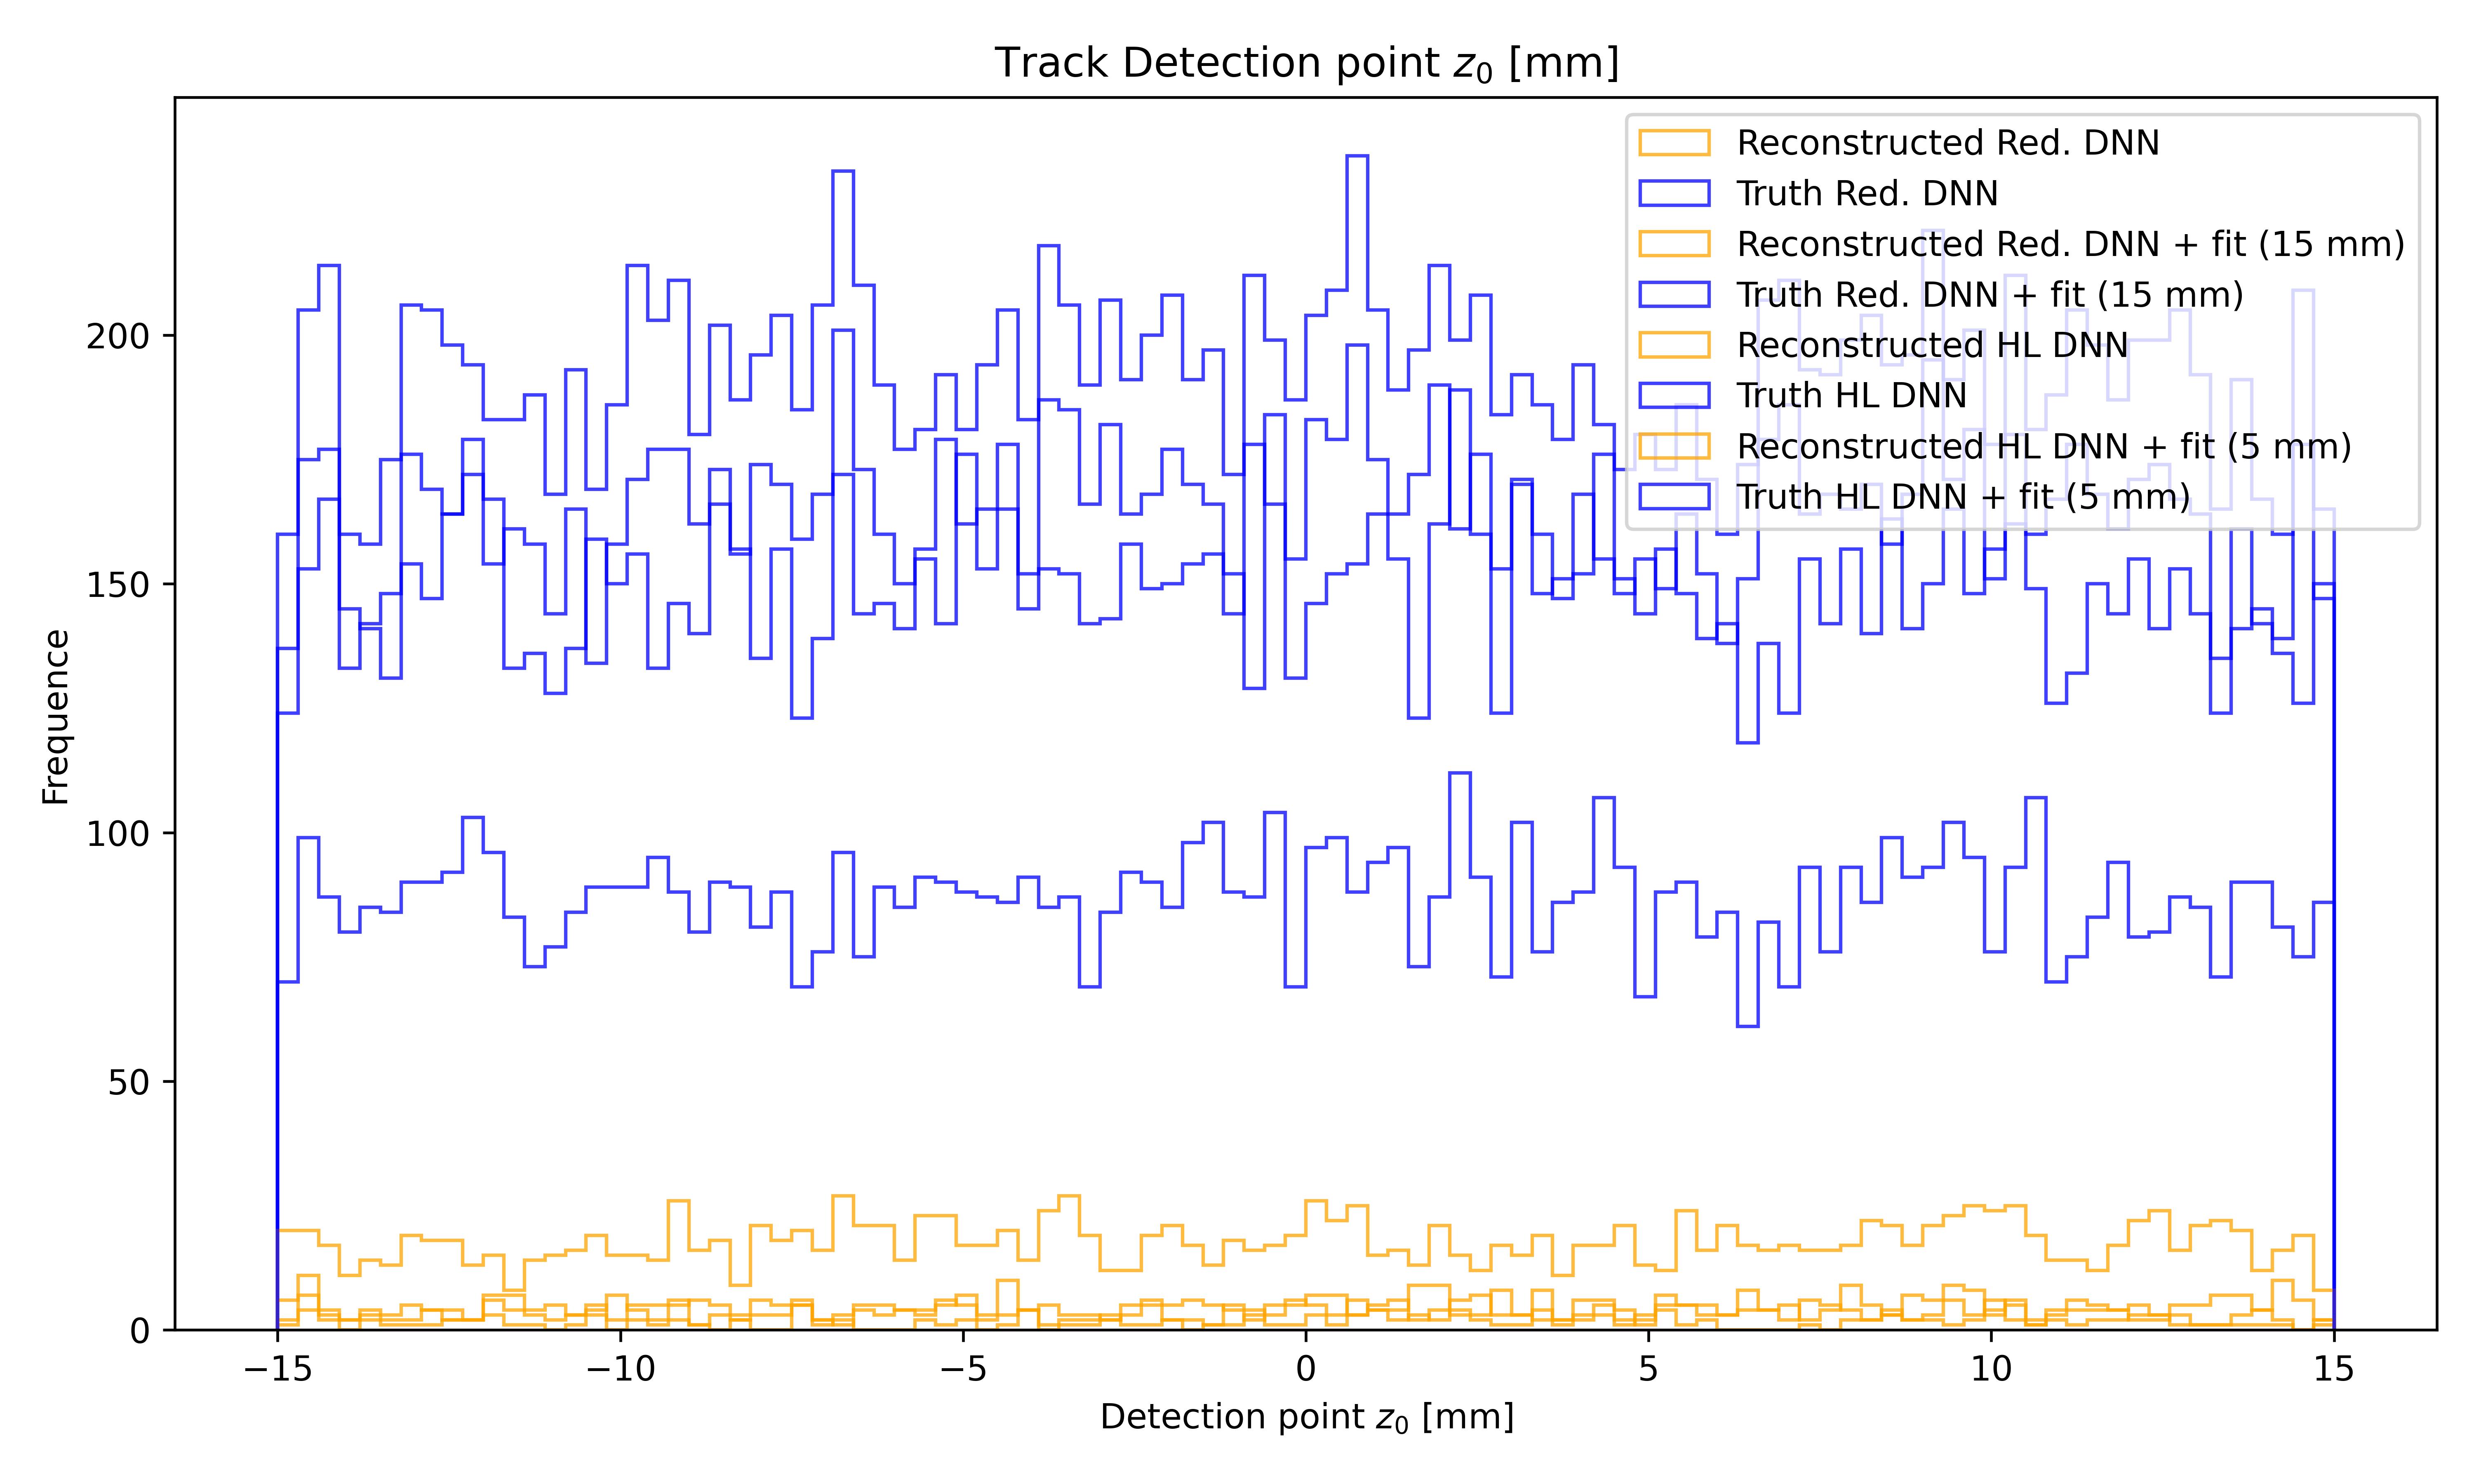 Track Detection point z₀ [mm]
Reconstructed Red. DNN
Truth Red. DNN
Reconstructed Red. DNN + fit (15 mm)
Truth Red. DNN + fit (15 mm)
Reconstructed HL DNN
Truth HL DNN
Reconstructed HL DNN + fit (5 mm)
Truth HL DNN + fit (5 mm)
Frequence
200
150
100
50
0
−15 −10 −5 0 5 10 15
Detection point z₀ [mm]